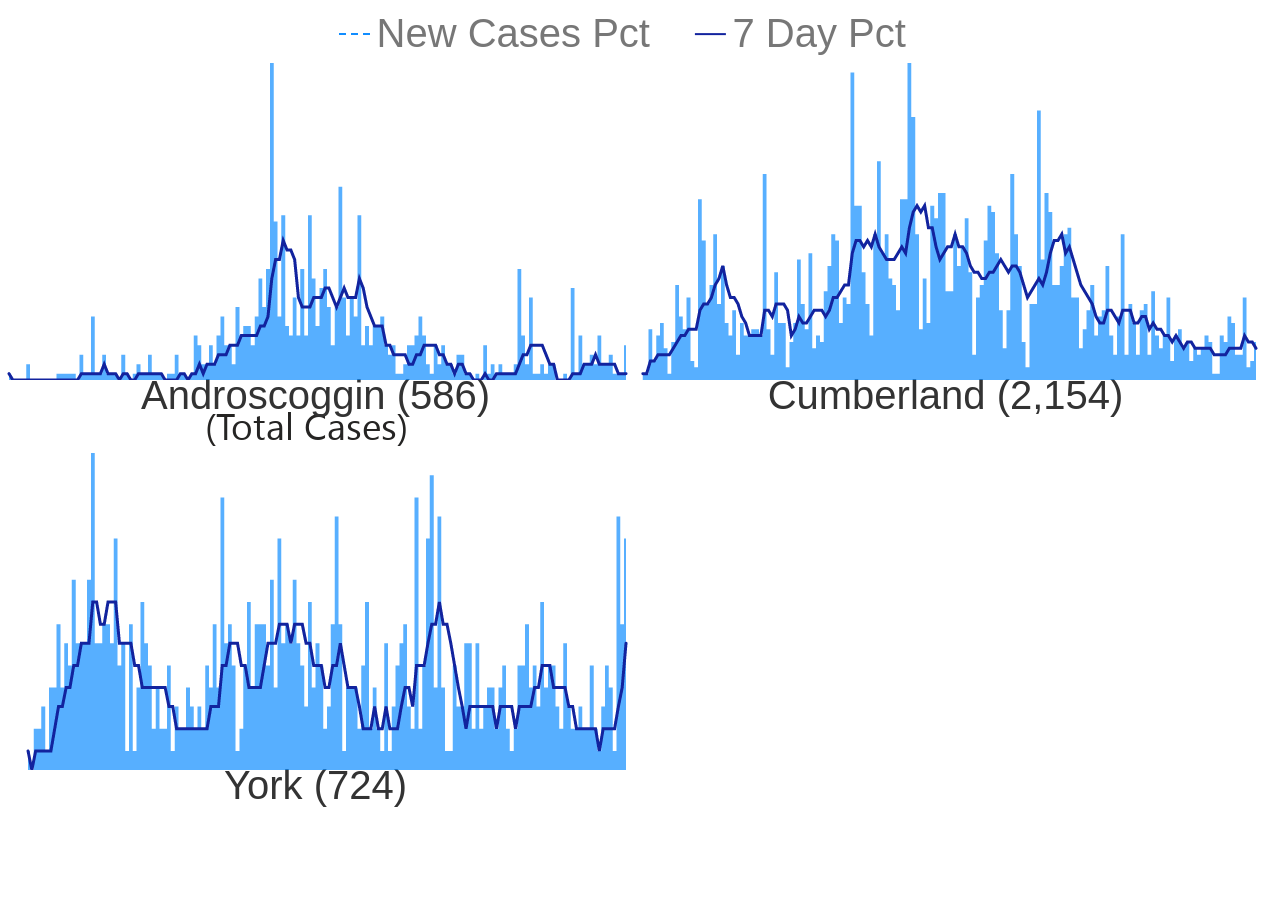 New Cases Pct 7 Day Pct
Androscoggin (586)
(Total Cases)
Cumberland (2,154)
York (724)